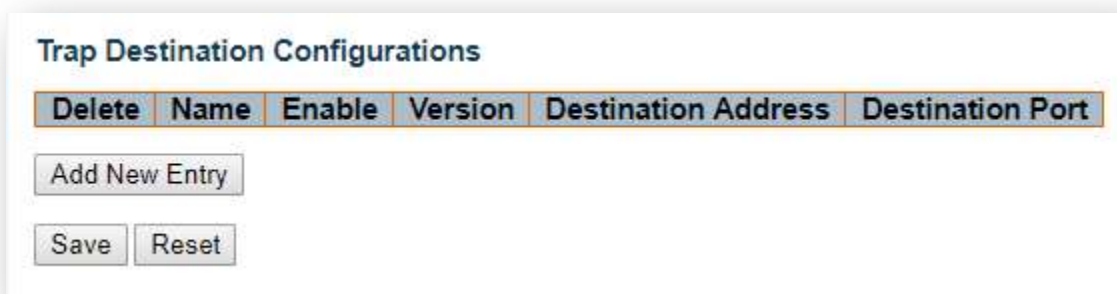 Trap Destination Configurations
Delete Name Enable Version Destination Address Destination Port
Add New Entry
Save Reset